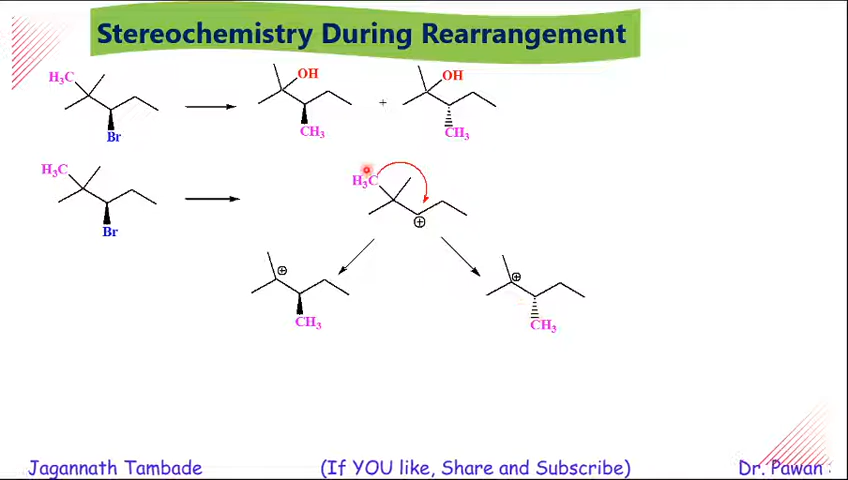 Stereochemistry During Rearrangement
H₃C
Br
OH
CH₃
+
OH
CH₃
H₃C
Br
H₃C
⊕
⊕
CH₃
⊕
CH₃
Jagannath Tambade (If YOU like, Share and Subscribe) Dr. Pawan